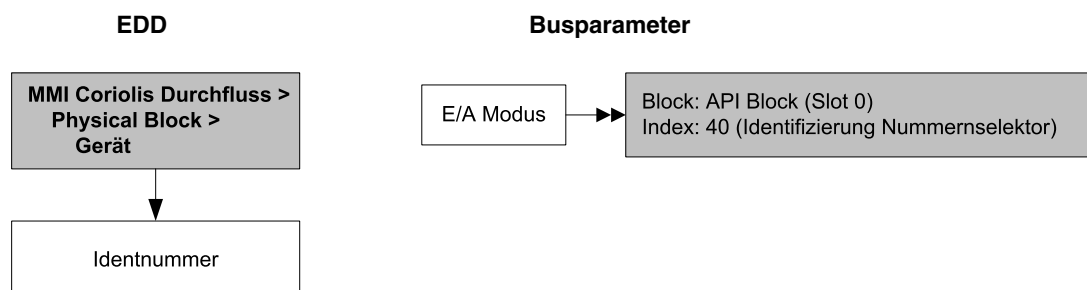 EDD
MMI Coriolis Durchfluss >
Physical Block >
Gerät
Identnummer
Busparameter
E/A Modus
Block: API Block (Slot 0)
Index: 40 (Identifizierung Nummernselektor)